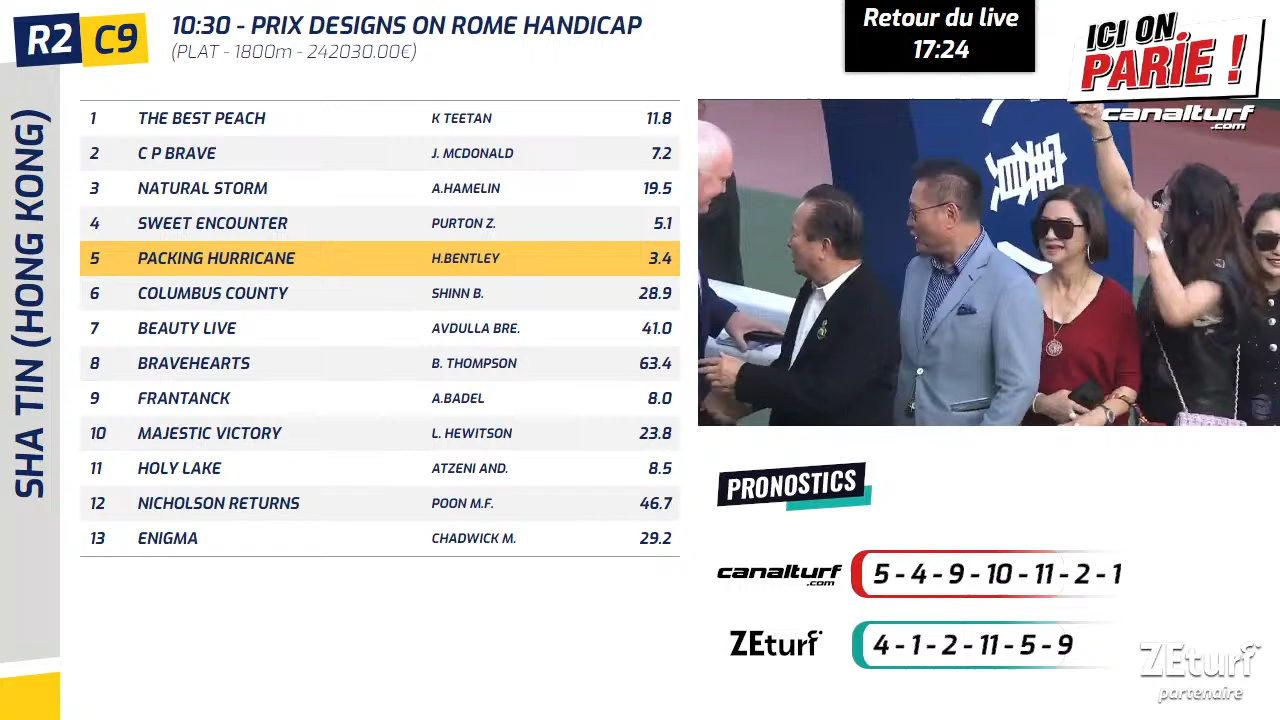 R2 C9
10:30 - PRIX DESIGNS ON ROME HANDICAP
(PLAT - 1800m - 242030.00€)
Retour du live
17:24
ICI ON
PARIE !
canalturf
.com
SHA TIN (HONG KONG)
1 THE BEST PEACH K TEETAN 11.8
2 C P BRAVE J. MCDONALD 7.2
3 NATURAL STORM A.HAMELIN 19.5
4 SWEET ENCOUNTER PURTON Z. 5.1
5 PACKING HURRICANE H.BENTLEY 3.4
6 COLUMBUS COUNTY SHINN B. 28.9
7 BEAUTY LIVE AVDULLA BRE. 41.0
8 BRAVEHEARTS B. THOMPSON 63.4
9 FRANTANCK A.BADEL 8.0
10 MAJESTIC VICTORY L. HEWITSON 23.8
11 HOLY LAKE ATZENI AND. 8.5
12 NICHOLSON RETURNS POON M.F. 46.7
13 ENIGMA CHADWICK M. 29.2
賽
PRONOSTICS
canalturf
.com
5 - 4 - 9 - 10 - 11 - 2 - 1
ZEturf
4 - 1 - 2 - 11 - 5 - 9
ZEturf
partenaire